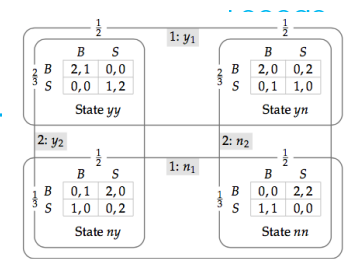 1/2 1: y₁ 1/2
B S B S
2/3 B 2,1 0,0 2/3 B 2,0 0,2
S 0,0 1,2 S 0,1 1,0
State yy State yn
2: y₂ 2: n₂
1/2 1: n₁ 1/2
B S B S
1/3 B 0,1 2,0 1/3 B 0,0 2,2
S 1,0 0,2 S 1,1 0,0
State ny State nn